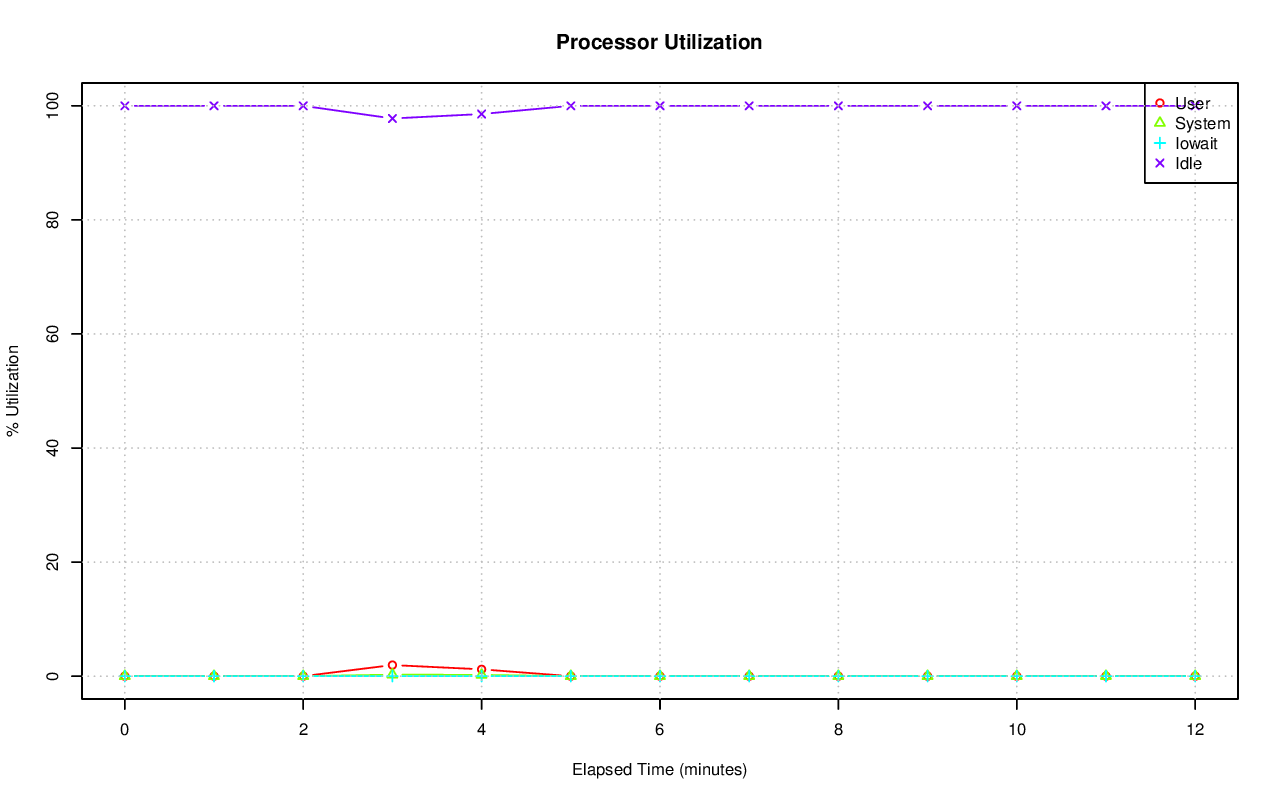 Processor Utilization
100
80
60
40
20
0
% Utilization
User
System
Iowait
Idle
0 2 4 6 8 10 12
Elapsed Time (minutes)